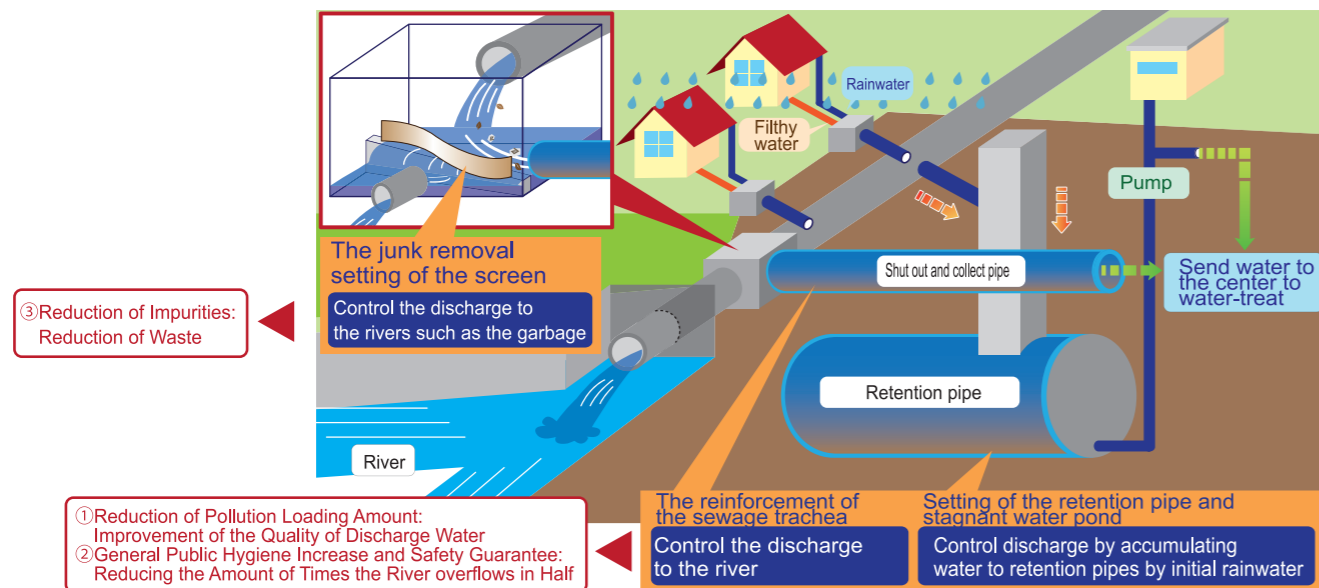 Rainwater
Filthy
water
Pump
The junk removal
setting of the screen
Control the discharge to
the rivers such as the garbage
Shut out and collect pipe
Send water to
the center to
water-treat
③Reduction of Impurities:
Reduction of Waste
Retention pipe
River
①Reduction of Pollution Loading Amount:
Improvement of the Quality of Discharge Water
②General Public Hygiene Increase and Safety Guarantee:
Reducing the Amount of Times the River overflows in Half
The reinforcement of
the sewage trachea
Control the discharge
to the river
Setting of the retention pipe and
stagnant water pond
Control discharge by accumulating
water to retention pipes by initial rainwater